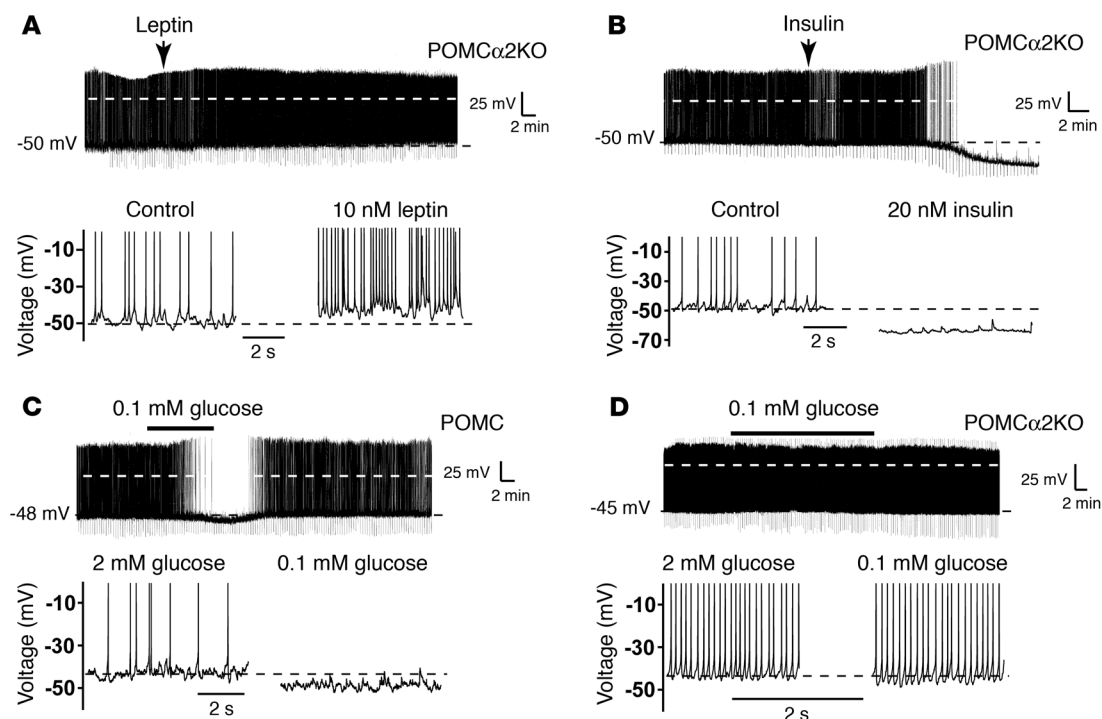 A
Leptin
POMCα2KO
25 mV
2 min
-50 mV
Control
10 nM leptin
Voltage (mV)
-10
-30
-50
2 s
B
Insulin
POMCα2KO
25 mV
2 min
-50 mV
Control
20 nM insulin
Voltage (mV)
-10
-30
-50
-70
2 s
C
0.1 mM glucose
POMC
25 mV
2 min
-48 mV
2 mM glucose
0.1 mM glucose
Voltage (mV)
-10
-30
-50
2 s
D
0.1 mM glucose
POMCα2KO
25 mV
2 min
-45 mV
2 mM glucose
0.1 mM glucose
Voltage (mV)
-10
-30
-50
2 s